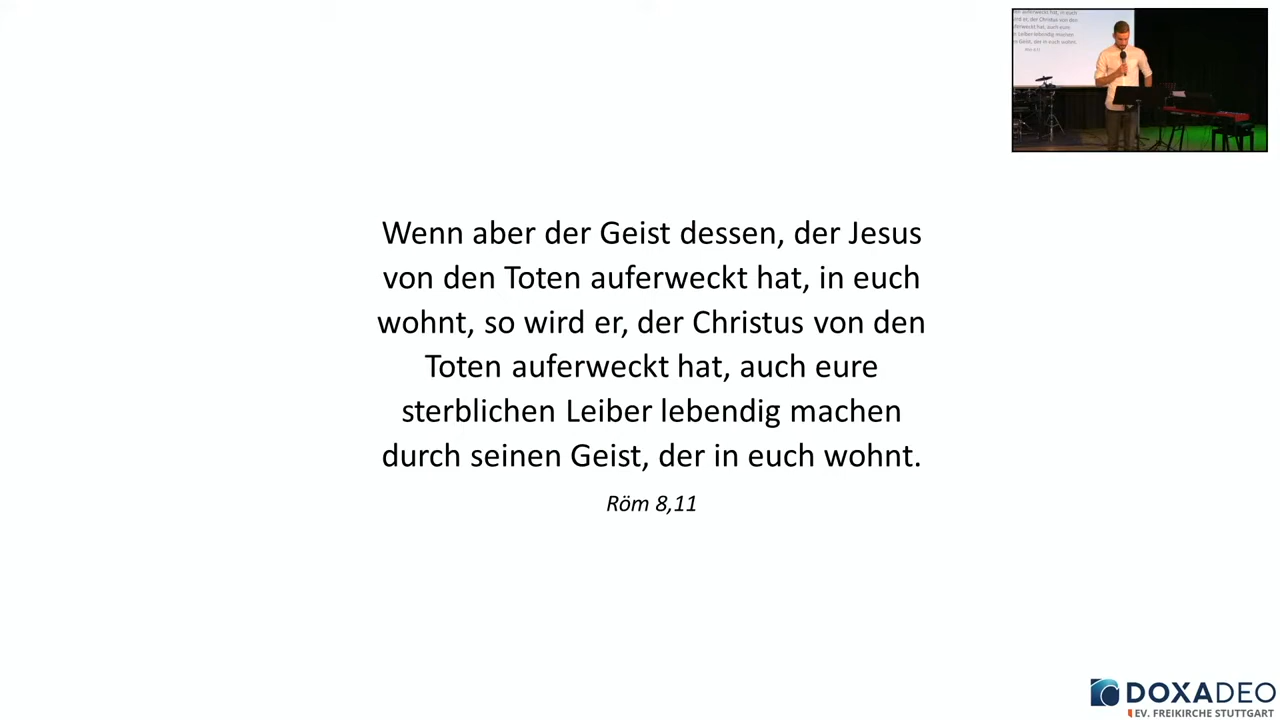 Wenn aber der Geist dessen, der Jesus
von den Toten auferweckt hat, in euch
wohnt, so wird er, der Christus von den
Toten auferweckt hat, auch eure
sterblichen Leiber lebendig machen
durch seinen Geist, der in euch wohnt.
Röm 8,11
DOXADEO
EV. FREIKIRCHE STUTTGART